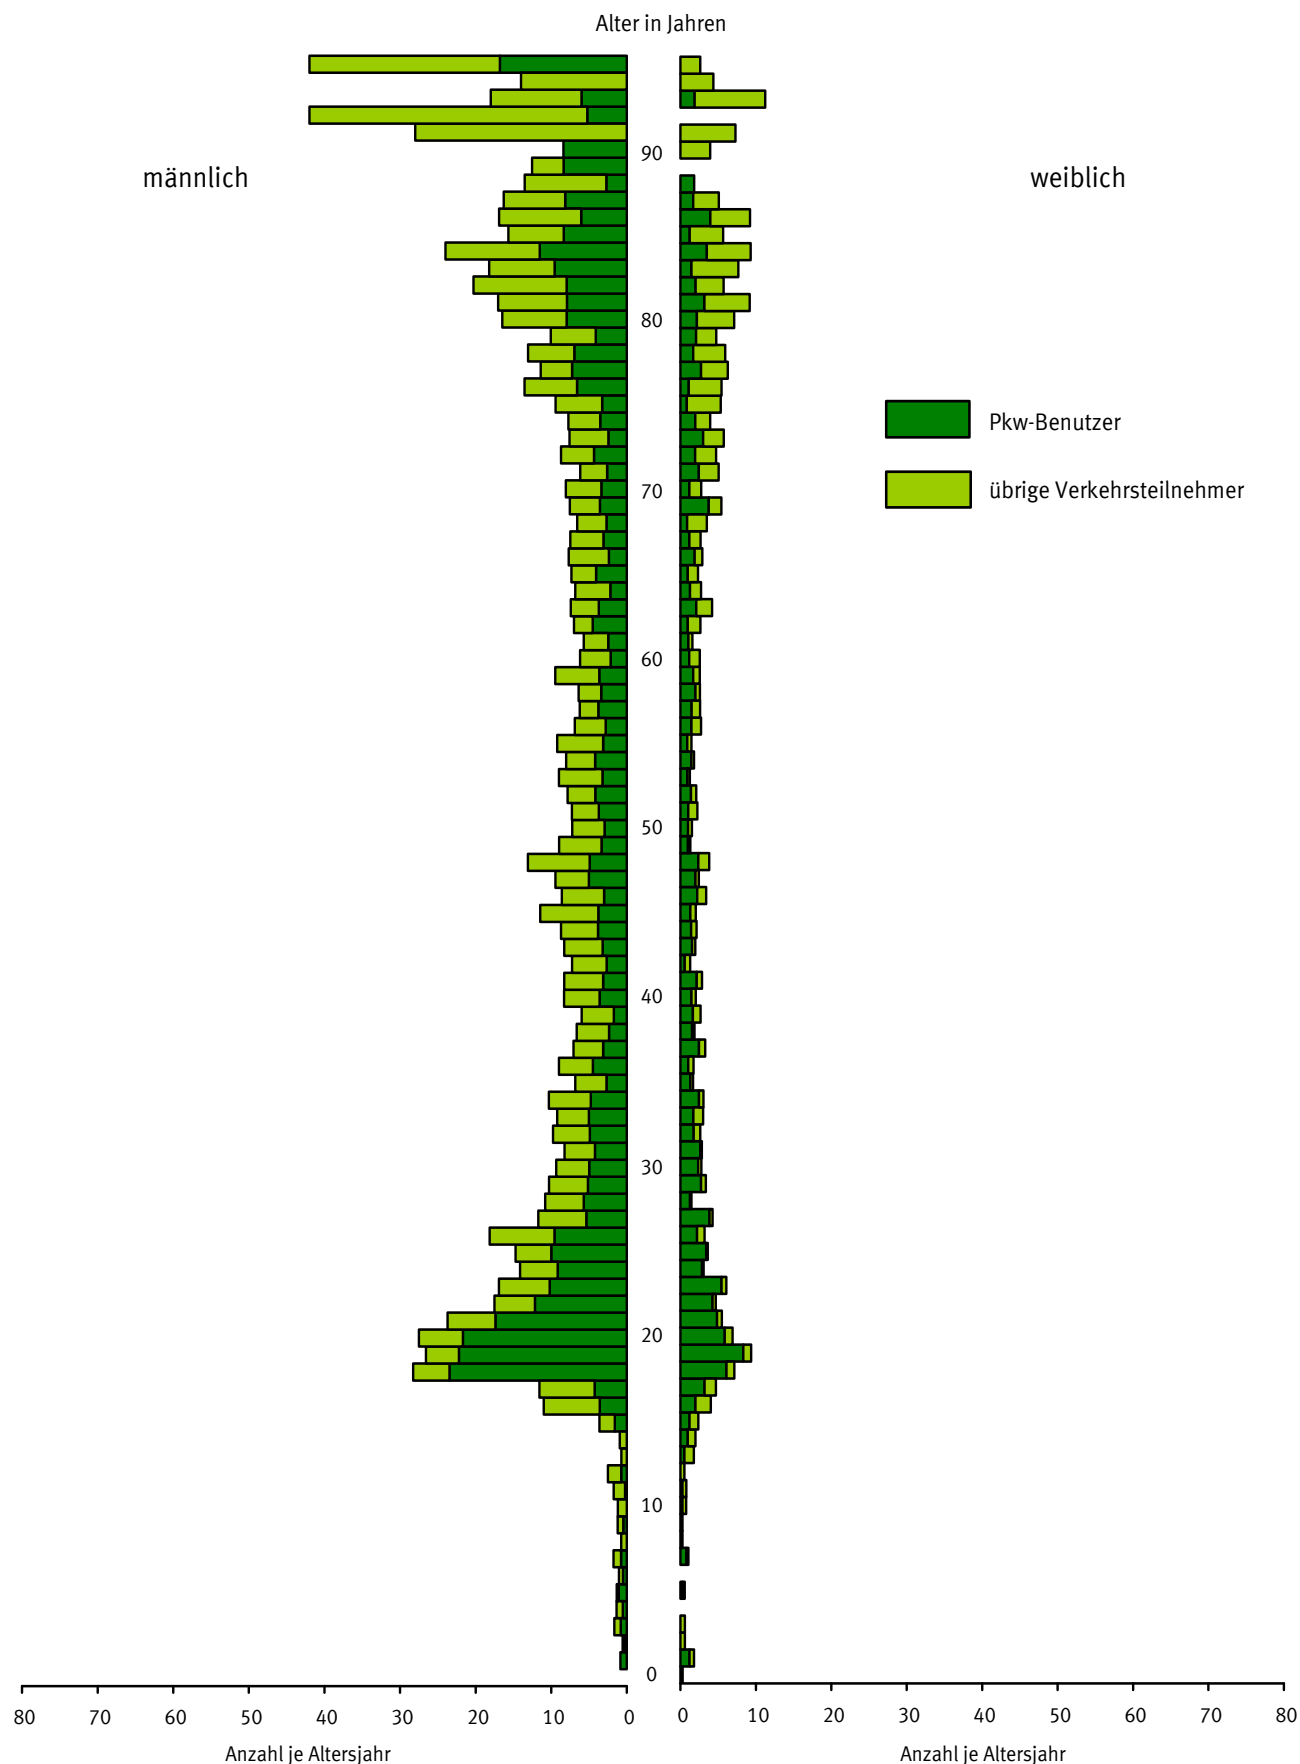 Alter in Jahren
90
männlich
weiblich
80
Pkw-Benutzer
70
übrige Verkehrsteilnehmer
60
50
40
30
20
10
0
80 70 60 50 40 30 20 10 0
0 10 20 30 40 50 60 70 80
Anzahl je Altersjahr
Anzahl je Altersjahr